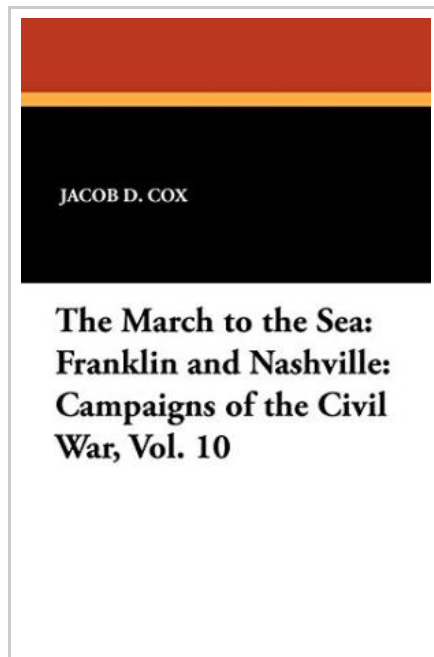 JACOB D. COX
The March to the Sea:
Franklin and Nashville:
Campaigns of the Civil
War, Vol. 10